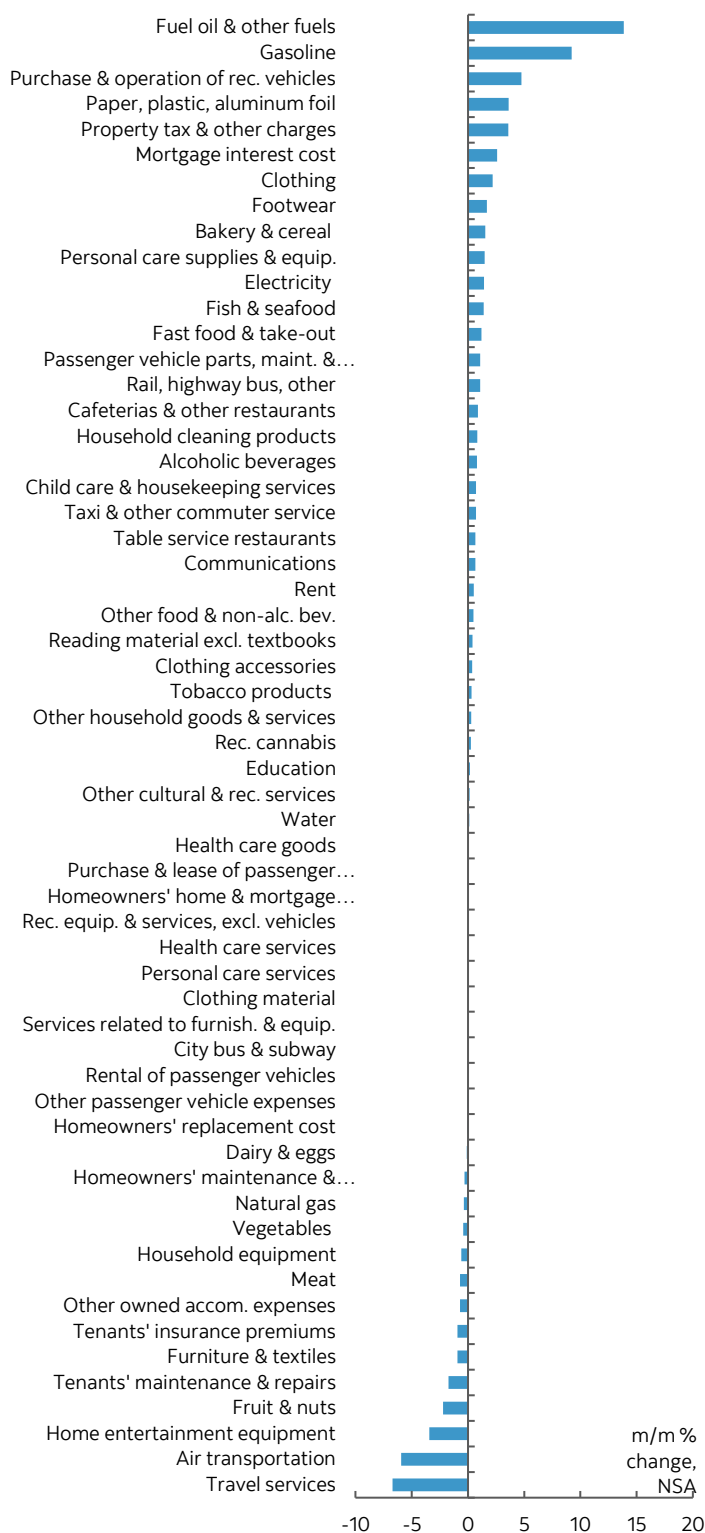 Fuel oil & other fuels
Gasoline
Purchase & operation of rec. vehicles
Paper, plastic, aluminum foil
Property tax & other charges
Mortgage interest cost
Clothing
Footwear
Bakery & cereal
Personal care supplies & equip.
Electricity
Fish & seafood
Fast food & take-out
Passenger vehicle parts, maint. &…
Rail, highway bus, other
Cafeterias & other restaurants
Household cleaning products
Alcoholic beverages
Child care & housekeeping services
Taxi & other commuter service
Table service restaurants
Communications
Rent
Other food & non-alc. bev.
Reading material excl. textbooks
Clothing accessories
Tobacco products
Other household goods & services
Rec. cannabis
Education
Other cultural & rec. services
Water
Health care goods
Purchase & lease of passenger…
Homeowners' home & mortgage…
Rec. equip. & services, excl. vehicles
Health care services
Personal care services
Clothing material
Services related to furnish. & equip.
City bus & subway
Rental of passenger vehicles
Other passenger vehicle expenses
Homeowners' replacement cost
Dairy & eggs
Homeowners' maintenance &…
Natural gas
Vegetables
Household equipment
Meat
Other owned accom. expenses
Tenants' insurance premiums
Furniture & textiles
Tenants' maintenance & repairs
Fruit & nuts
Home entertainment equipment
Air transportation
Travel services
m/m %
change,
NSA
-10 -5 0 5 10 15 20